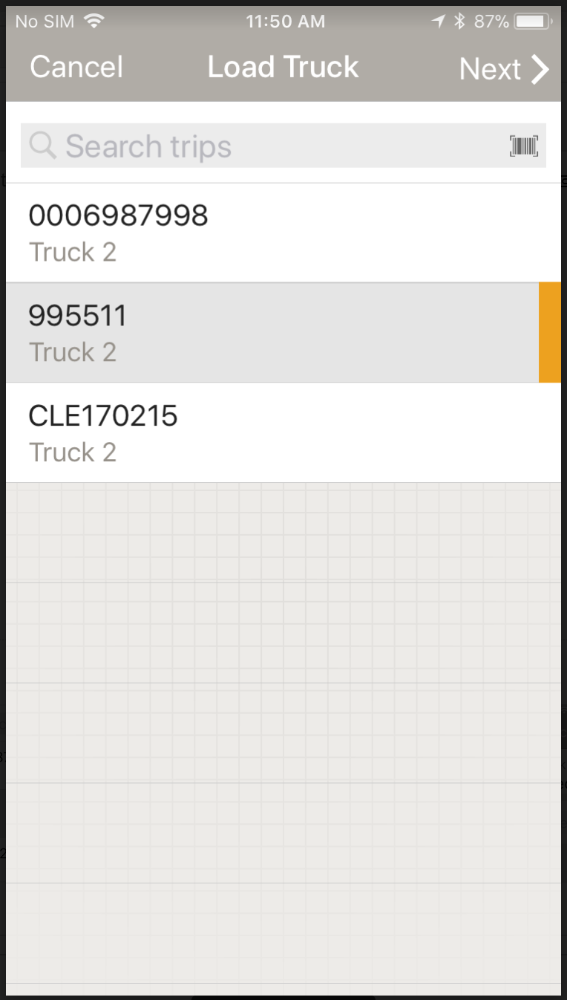 No SIM 11:50 AM 87%
Cancel Load Truck Next
Search trips
0006987998
Truck 2
995511
Truck 2
CLE170215
Truck 2